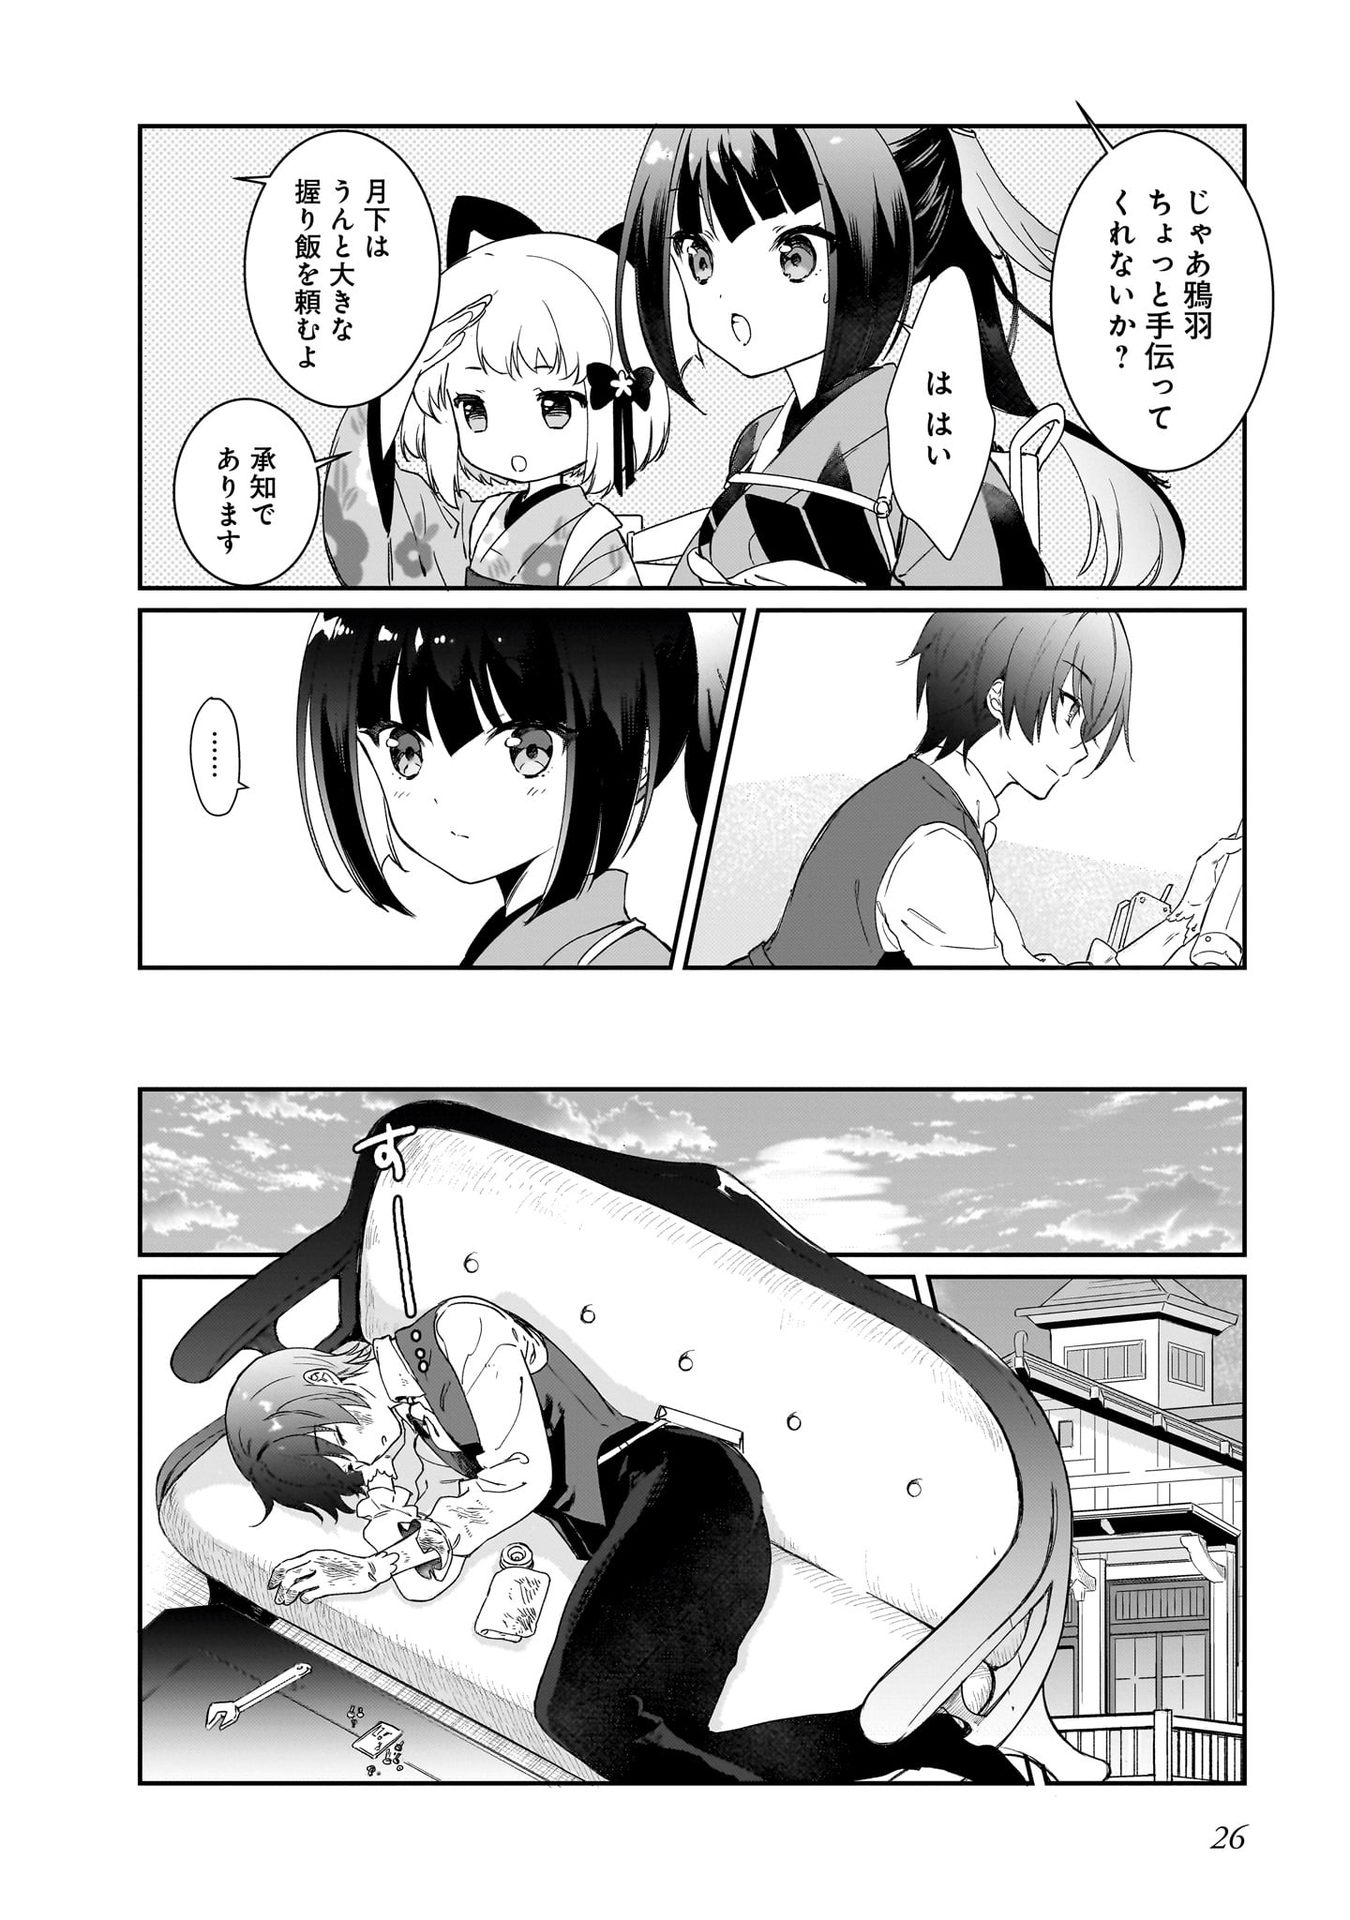 じゃあ鴉羽
ちょっと手伝って
くれないか？
は はい
月下は
うんと大きな
握り飯を頼むよ
承知で
あります
……
すー…
26